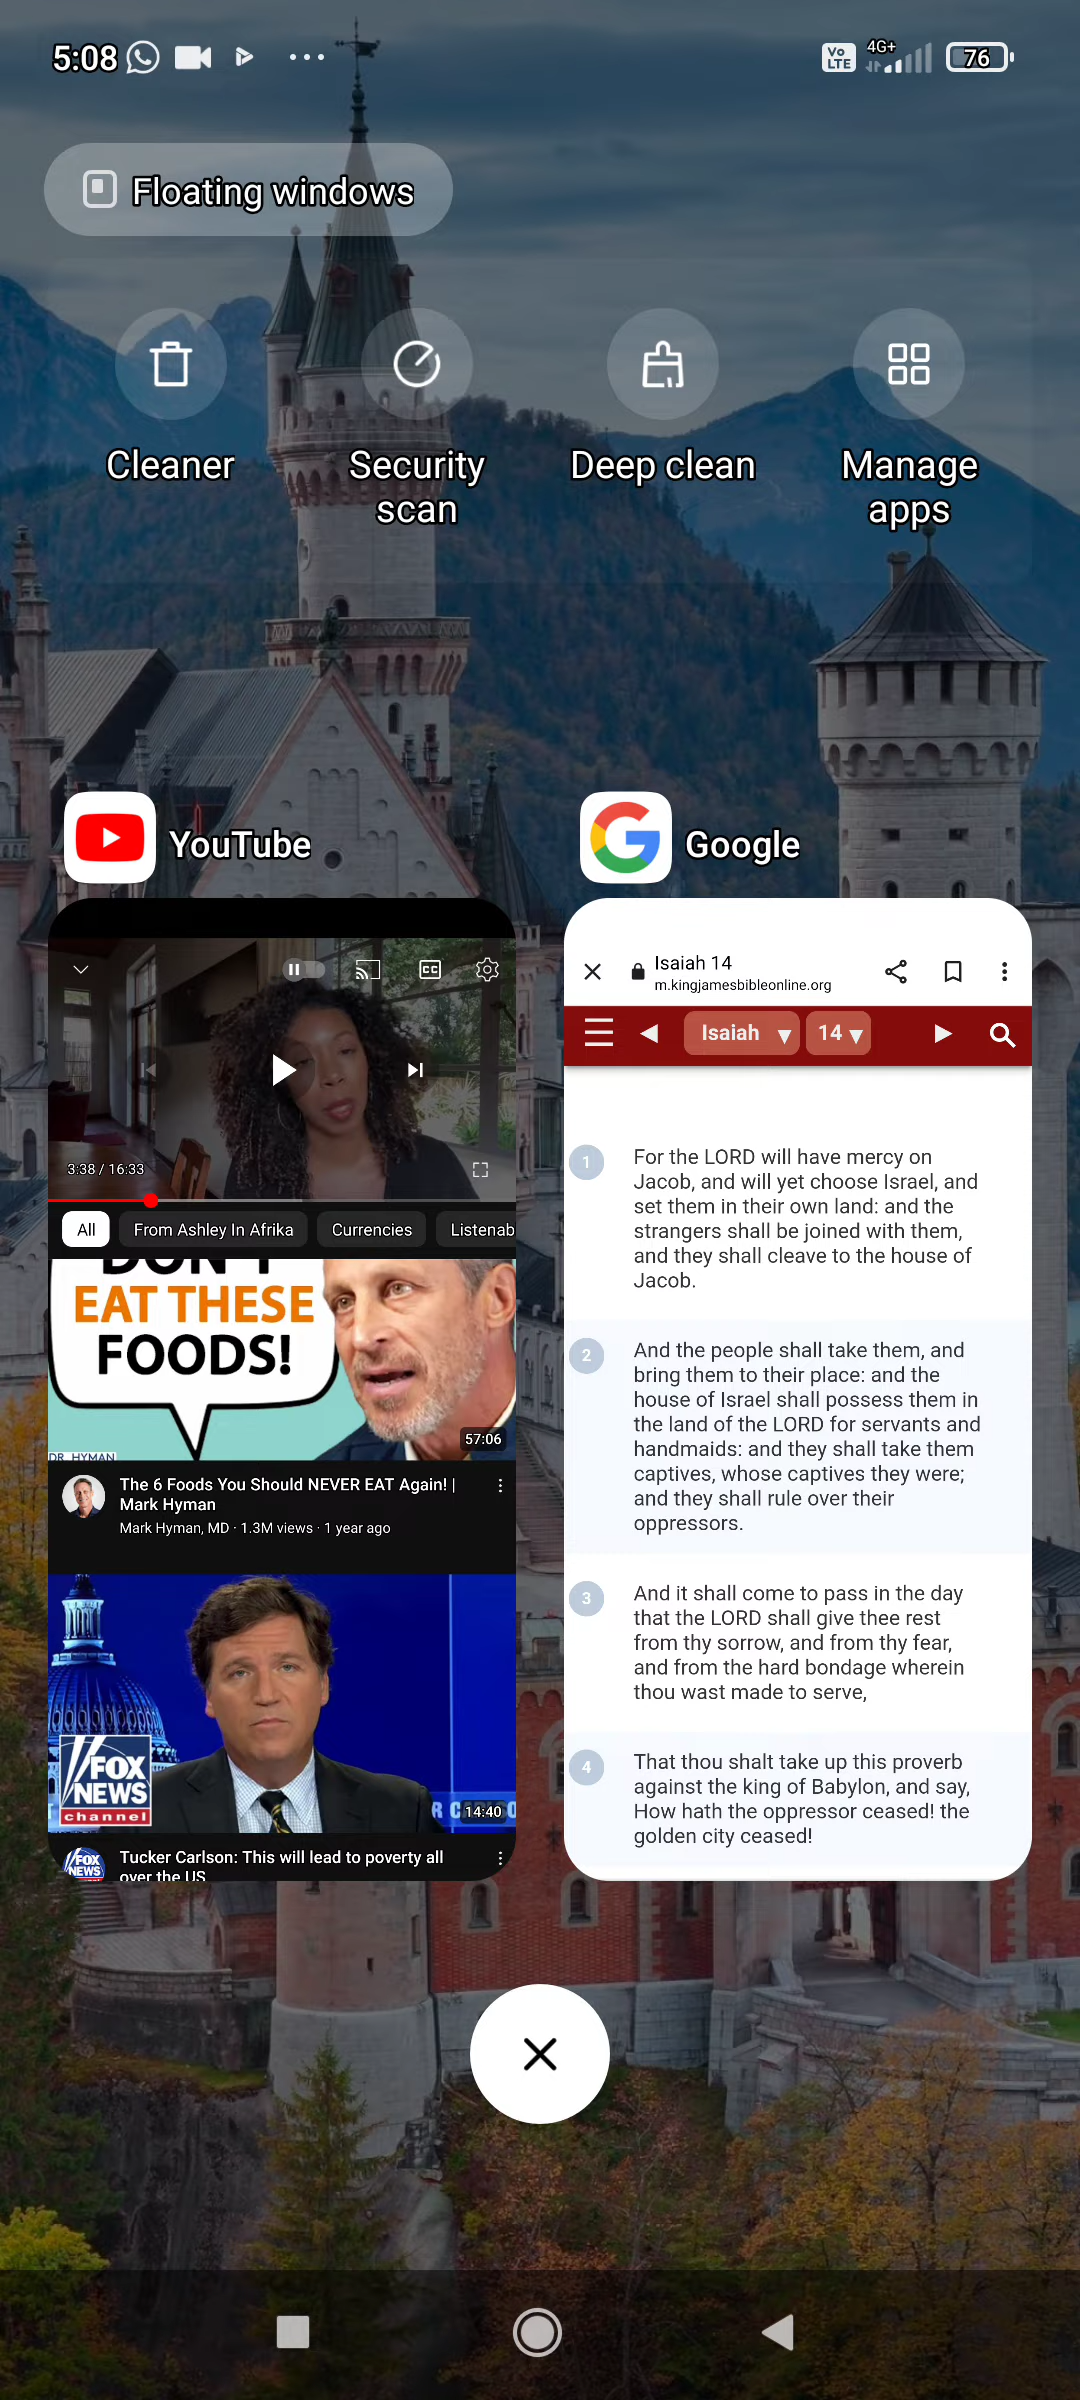 5:08
Vo LTE
4G+
76
Floating windows
Cleaner
Security scan
Deep clean
Manage apps
YouTube
Google
CC
3:38 / 16:33
All
From Ashley In Afrika
Currencies
Listenab
DON'T
EAT THESE
FOODS!
DR. HYMAN
57:06
The 6 Foods You Should NEVER EAT Again! |
Mark Hyman
Mark Hyman, MD · 1.3M views · 1 year ago
FOX
NEWS
channel
14:40
FOX
NEWS
Tucker Carlson: This will lead to poverty all
over the US
Isaiah 14
m.kingjamesbibleonline.org
Isaiah
14
1
For the LORD will have mercy on
Jacob, and will yet choose Israel, and
set them in their own land: and the
strangers shall be joined with them,
and they shall cleave to the house of
Jacob.
2
And the people shall take them, and
bring them to their place: and the
house of Israel shall possess them in
the land of the LORD for servants and
handmaids: and they shall take them
captives, whose captives they were;
and they shall rule over their
oppressors.
3
And it shall come to pass in the day
that the LORD shall give thee rest
from thy sorrow, and from thy fear,
and from the hard bondage wherein
thou wast made to serve,
4
That thou shalt take up this proverb
against the king of Babylon, and say,
How hath the oppressor ceased! the
golden city ceased!